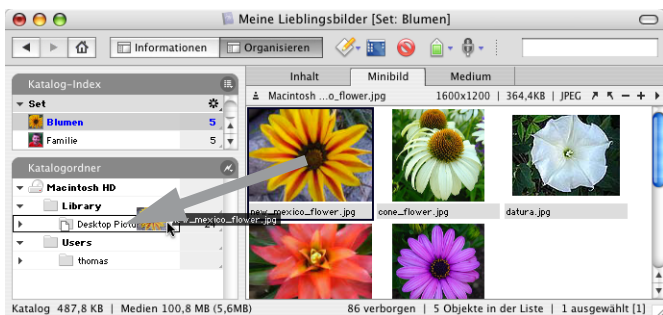 Meine Lieblingsbilder [Set: Blumen]
Informationen
Organisieren
Katalog-Index
Set
Blumen 5
Familie 5
Katalogordner
Macintosh HD
Library
Desktop
Users
thomas
Inhalt
Minibild
Medium
Macintosh ...o_flower.jpg 1600x1200 | 364,4KB | JPEG
new_mexico_flower.jpg
cone_flower.jpg
datura.jpg
_mexico_flower.jpg
Katalog 487,8 KB | Medien 100,8 MB (5,6MB)
86 verborgen | 5 Objekte in der Liste | 1 ausgewählt [1]